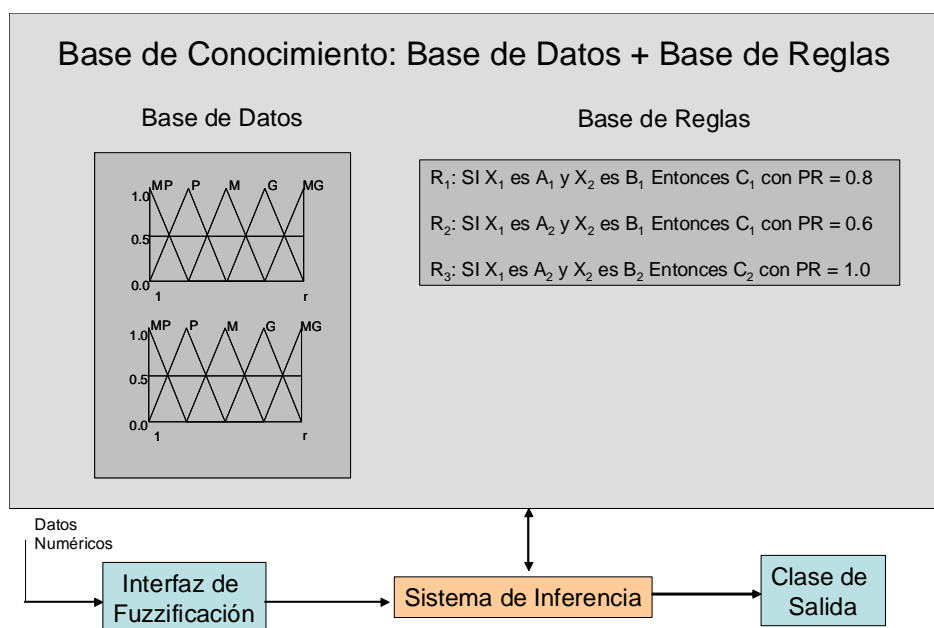 Base de Conocimiento: Base de Datos + Base de Reglas
Base de Datos
1.0 MP P M G MG
0.5
0.0
1 r
1.0 MP P M G MG
0.5
0.0
1 r
Base de Reglas
R₁: SI X₁ es A₁ y X₂ es B₁ Entonces C₁ con PR = 0.8
R₂: SI X₁ es A₂ y X₂ es B₁ Entonces C₁ con PR = 0.6
R₃: SI X₁ es A₂ y X₂ es B₂ Entonces C₂ con PR = 1.0
Datos
Numéricos
Interfaz de
Fuzzificación
Sistema de Inferencia
Clase de
Salida